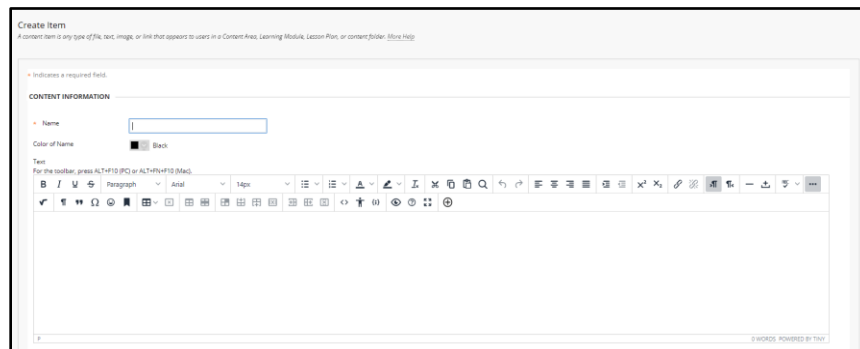 Create Item
A content item is any type of file, text, image, or link that appears to users in a Content Area, Learning Module, Lesson Plan, or content folder. More Help
* Indicates a required field.
CONTENT INFORMATION
* Name
Color of Name Black
Text
For the toolbar, press ALT+F10 (PC) or ALT+FN+F10 (Mac).
B I U S Paragraph Arial 14px
P 0 WORDS POWERED BY TINY